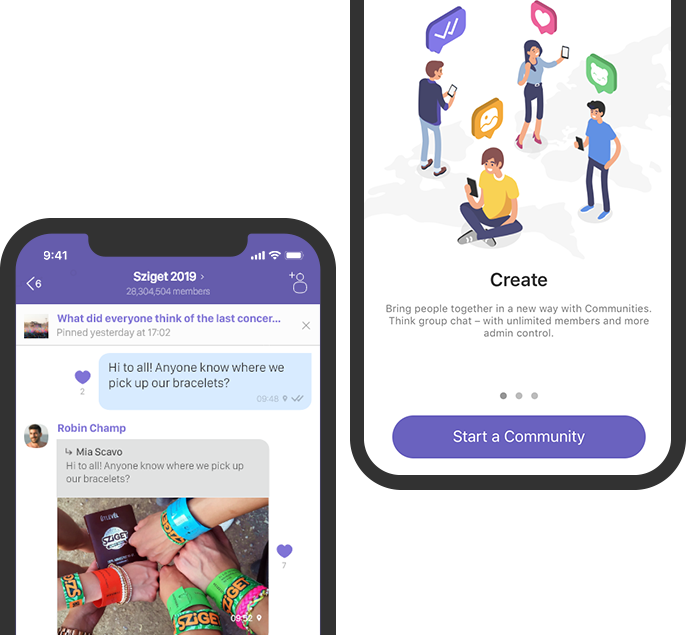 Create
Bring people together in a new way with Communities.
Think group chat – with unlimited members and more
admin control.
Start a Community
9:41
6
Sziget 2019 ›
28,304,504 members
What did everyone think of the last concer...
Pinned yesterday at 17:02
Hi to all! Anyone know where we
pick up our bracelets?
2
09:48
Robin Champ
Mia Scavo
Hi to all! Anyone know where we pick up
our bracelets?
SZIGET
7
SZIGET
09:52